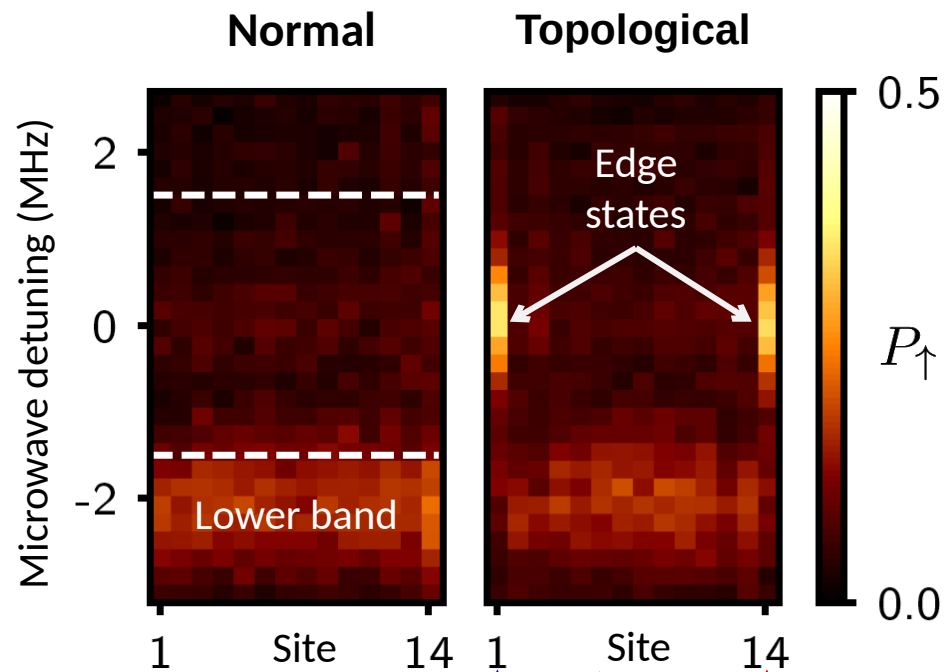 Normal
Topological
Microwave detuning (MHz)
2
0
-2
Lower band
Edge
states
0.5
P↑
0.0
1
Site
14
1
Site
14